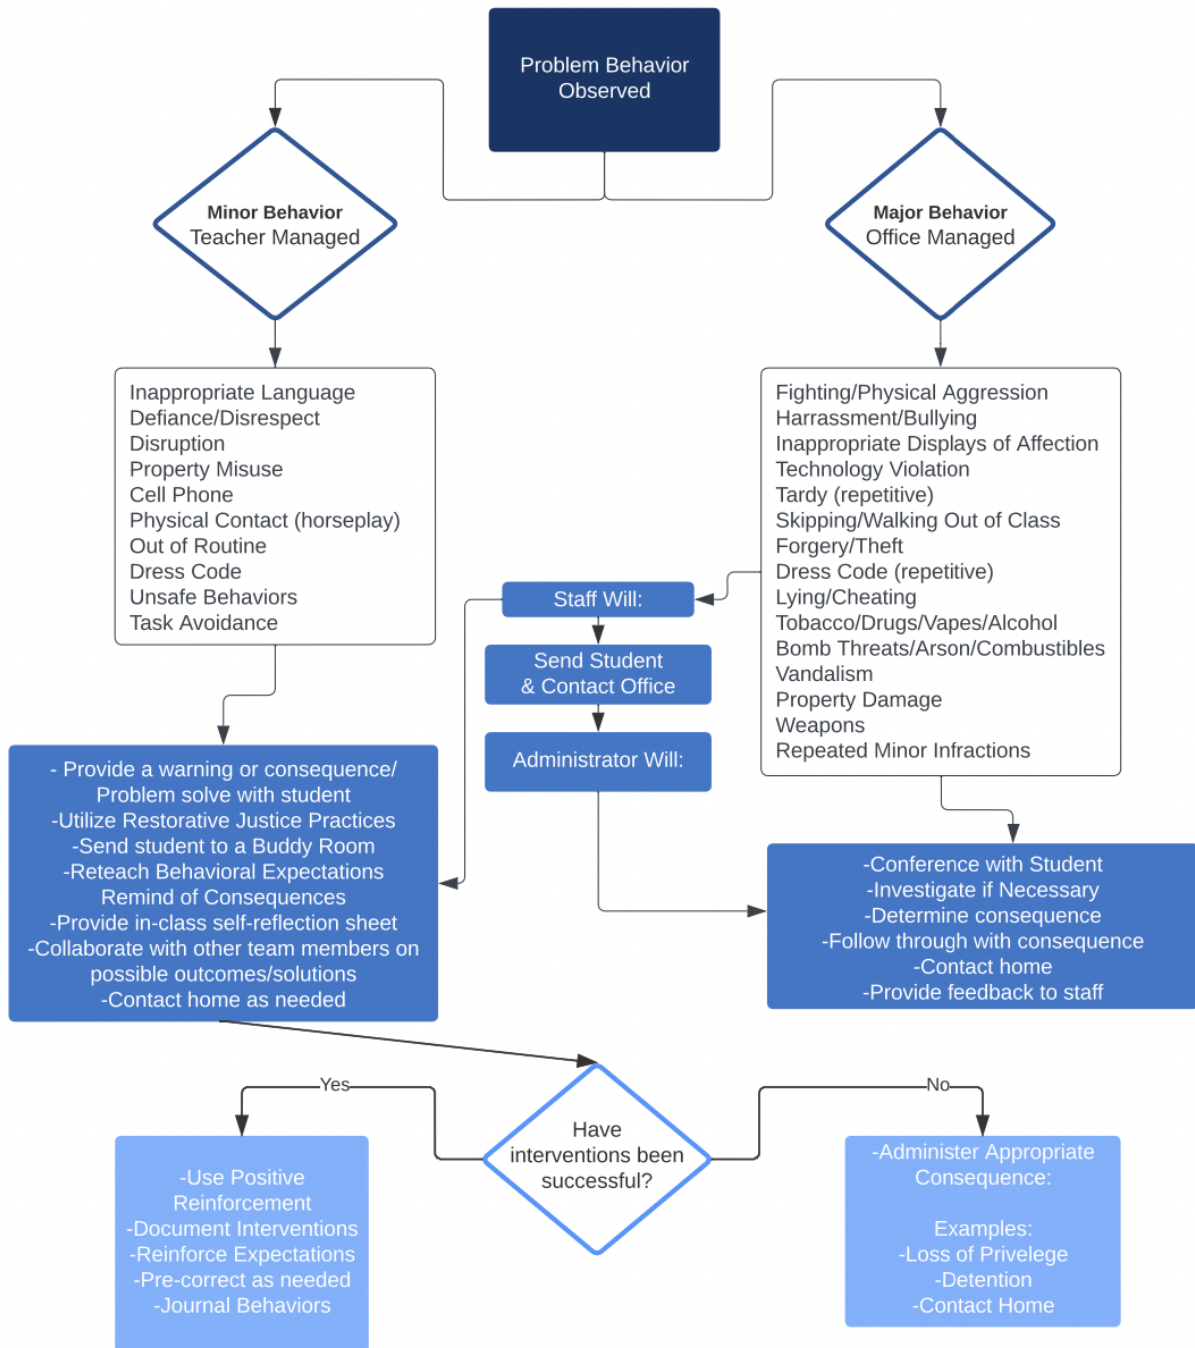 Problem Behavior
Observed
Minor Behavior
Teacher Managed
Major Behavior
Office Managed
Inappropriate Language
Defiance/Disrespect
Disruption
Property Misuse
Cell Phone
Physical Contact (horseplay)
Out of Routine
Dress Code
Unsafe Behaviors
Task Avoidance
Fighting/Physical Aggression
Harrassment/Bullying
Inappropriate Displays of Affection
Technology Violation
Tardy (repetitive)
Skipping/Walking Out of Class
Forgery/Theft
Dress Code (repetitive)
Lying/Cheating
Tobacco/Drugs/Vapes/Alcohol
Bomb Threats/Arson/Combustibles
Vandalism
Property Damage
Weapons
Repeated Minor Infractions
Staff Will:
Send Student
& Contact Office
Administrator Will:
- Provide a warning or consequence/
Problem solve with student
-Utilize Restorative Justice Practices
-Send student to a Buddy Room
-Reteach Behavioral Expectations
Remind of Consequences
-Provide in-class self-reflection sheet
-Collaborate with other team members on
possible outcomes/solutions
-Contact home as needed
-Conference with Student
-Investigate if Necessary
-Determine consequence
-Follow through with consequence
-Contact home
-Provide feedback to staff
Have
interventions been
successful?
Yes
No
-Use Positive
Reinforcement
-Document Interventions
-Reinforce Expectations
-Pre-correct as needed
-Journal Behaviors
-Administer Appropriate
Consequence:
Examples:
-Loss of Privelege
-Detention
-Contact Home